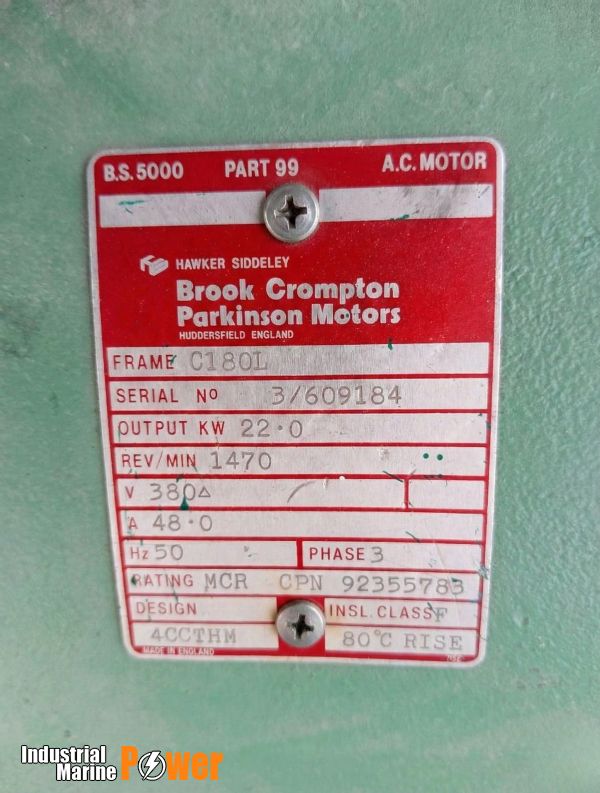 B.S. 5000 PART 99 A.C. MOTOR
HAWKER SIDDELEY
Brook Crompton
Parkinson Motors
HUDDERSFIELD ENGLAND
FRAME C180L
SERIAL Nº 3/609184
OUTPUT KW 22·0
REV/MIN 1470
V 380△ /
A 48·0
Hz 50 PHASE 3
RATING MCR CPN 92355783
DESIGN INSL. CLASS F
4CCTHM 80°C RISE
MADE IN ENGLAND
Industrial
Marine Power